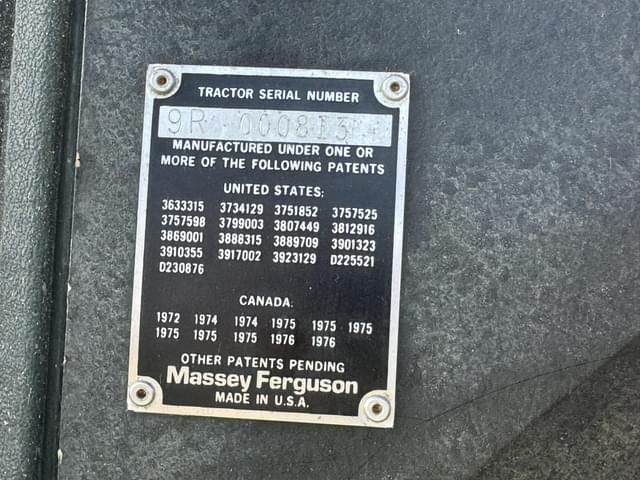 TRACTOR SERIAL NUMBER
9R 000813
MANUFACTURED UNDER ONE OR
MORE OF THE FOLLOWING PATENTS
UNITED STATES:
3633315 3734129 3751852 3757525
3757598 3799003 3807449 3812916
3869001 3888315 3889709 3901323
3910355 3917002 3923129 D225521
D230876
CANADA:
1972 1974 1974 1975 1975 1975
1975 1975 1975 1976 1976
OTHER PATENTS PENDING
Massey Ferguson
MADE IN U.S.A.